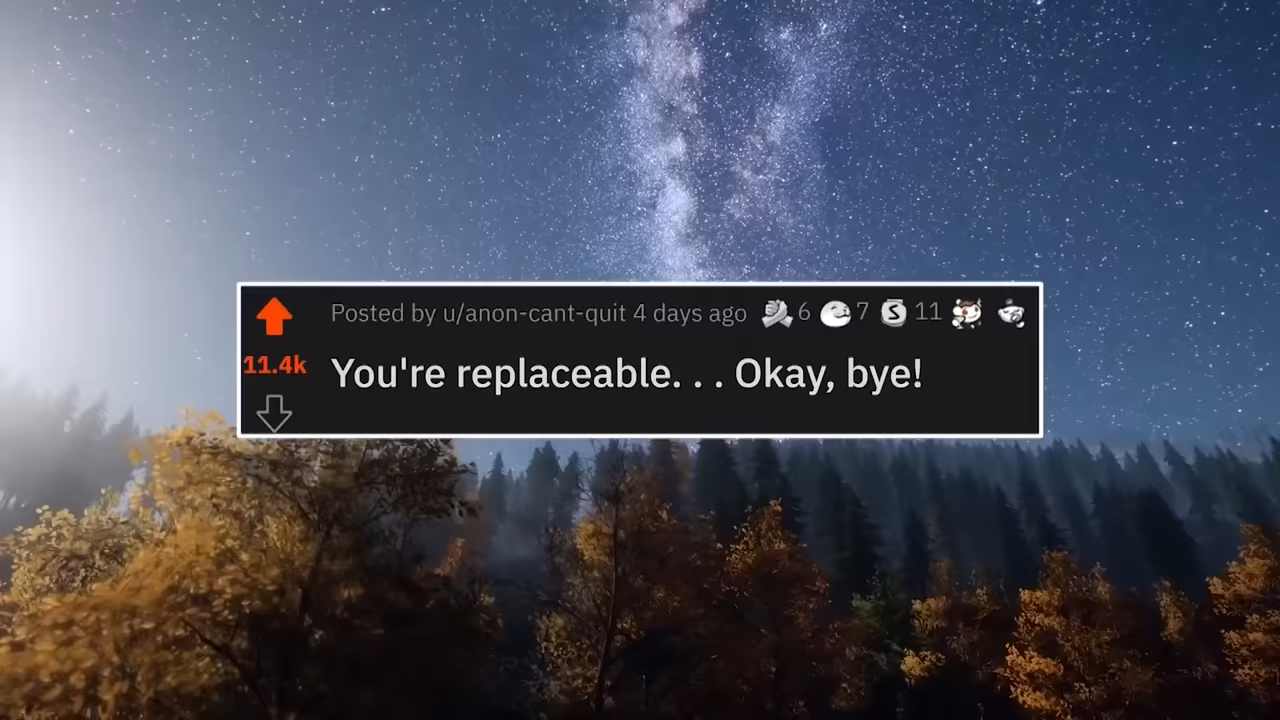 Posted by u/anon-cant-quit 4 days ago 6 7 11
11.4k
You're replaceable. . . Okay, bye!